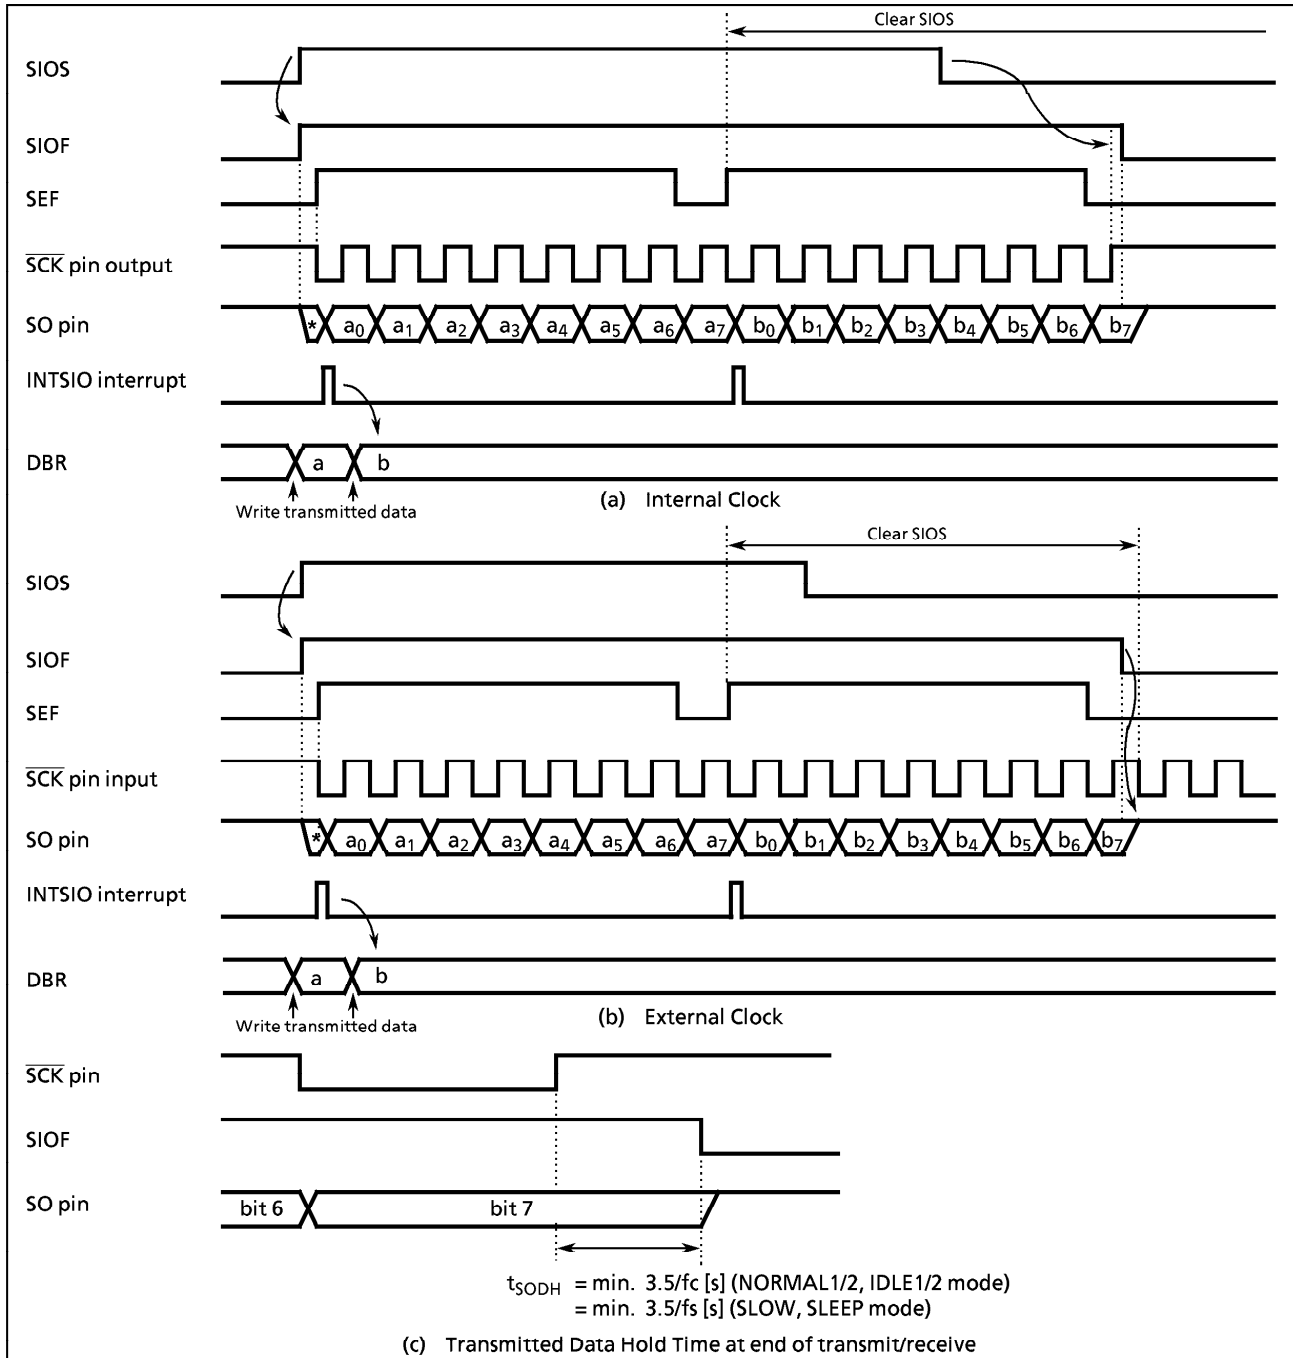 Clear SIOS
SIOS
SIOF
SEF
SCK pin output
SO pin
* a0 a1 a2 a3 a4 a5 a6 a7 b0 b1 b2 b3 b4 b5 b6 b7
INTSIO interrupt
DBR a b
Write transmitted data
(a) Internal Clock
Clear SIOS
SIOS
SIOF
SEF
SCK pin input
SO pin
* a0 a1 a2 a3 a4 a5 a6 a7 b0 b1 b2 b3 b4 b5 b6 b7
INTSIO interrupt
DBR a b
Write transmitted data
(b) External Clock
SCK pin
SIOF
SO pin bit 6 bit 7
tSODH = min. 3.5/fc [s] (NORMAL1/2, IDLE1/2 mode)
= min. 3.5/fs [s] (SLOW, SLEEP mode)
(c) Transmitted Data Hold Time at end of transmit/receive